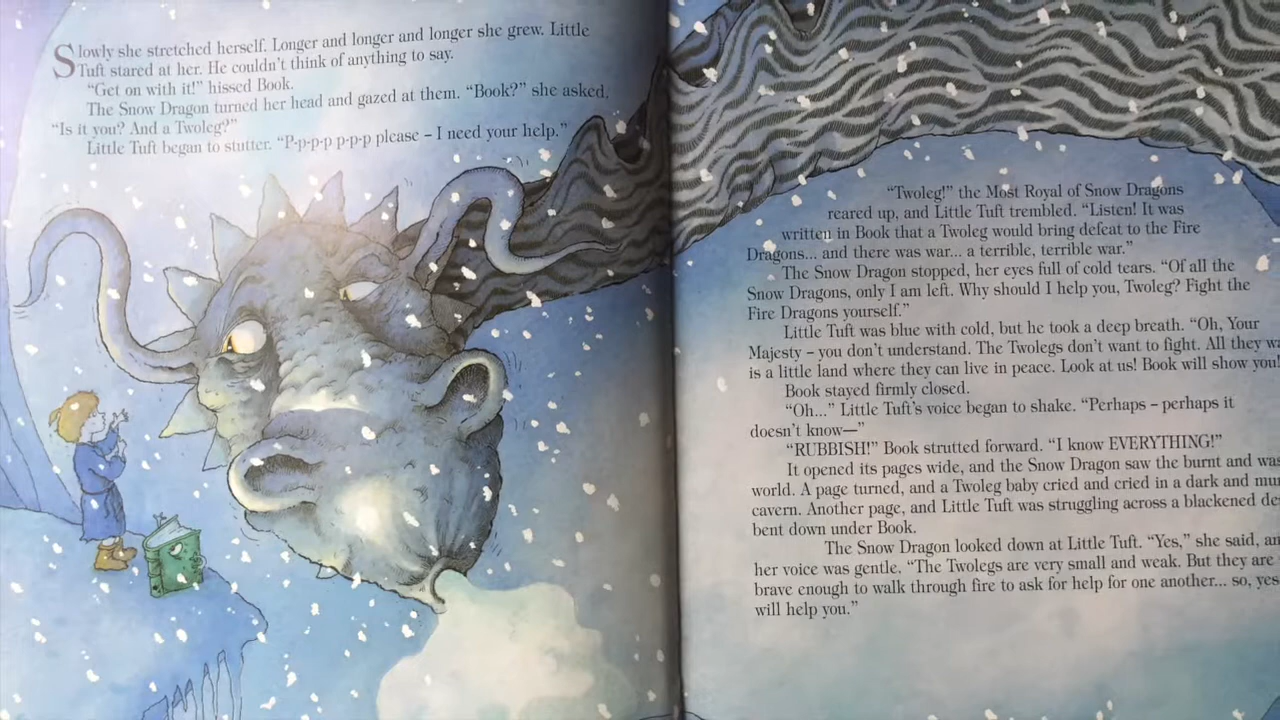 Slowly she stretched herself. Longer and longer and longer she grew. Little
Tuft stared at her. He couldn't think of anything to say.
"Get on with it!" hissed Book.
The Snow Dragon turned her head and gazed at them. "Book?" she asked,
"Is it you? And a Twoleg?"
Little Tuft began to stutter. "P-p-p-p p-p-p please – I need your help."
"Twoleg!" the Most Royal of Snow Dragons
reared up, and Little Tuft trembled. "Listen! It was
written in Book that a Twoleg would bring defeat to the Fire
Dragons... and there was war... a terrible, terrible war."
The Snow Dragon stopped, her eyes full of cold tears. "Of all the
Snow Dragons, only I am left. Why should I help you, Twoleg? Fight the
Fire Dragons yourself."
Little Tuft was blue with cold, but he took a deep breath. "Oh, Your
Majesty – you don't understand. The Twolegs don't want to fight. All they
is a little land where they can live in peace. Look at us! Book will show you!
Book stayed firmly closed.
"Oh..." Little Tuft's voice began to shake. "Perhaps – perhaps it
doesn't know—"
"RUBBISH!" Book strutted forward. "I know EVERYTHING!"
It opened its pages wide, and the Snow Dragon saw the burnt and
world. A page turned, and a Twoleg baby cried and cried in a dark and
cavern. Another page, and Little Tuft was struggling across a blackened
bent down under Book.
The Snow Dragon looked down at Little Tuft. "Yes," she said,
her voice was gentle. "The Twolegs are very small and weak. But they are
brave enough to walk through fire to ask for help for one another... so, yes
will help you."